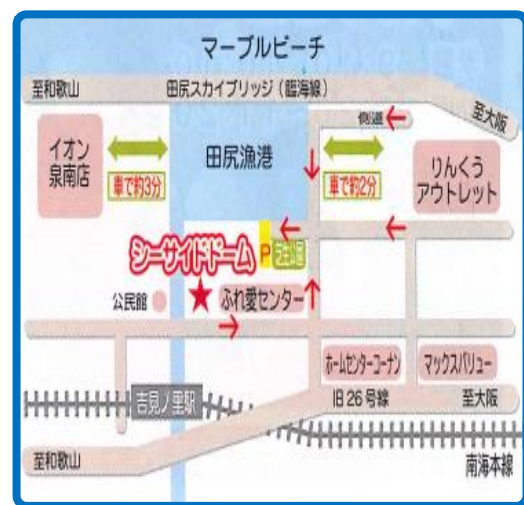 マーブルビーチ
至和歌山
田尻スカイブリッジ(臨海線)
至大阪
側道
イオン
泉南店
車で約3分
田尻漁港
車で約2分
りんくう
アウトレット
シーサイドドーム
P
芝生公園
公民館
ふれ愛センター
ホームセンターコーナン
マックスバリュー
吉見ノ里駅
旧26号線
至大阪
至和歌山
南海本線